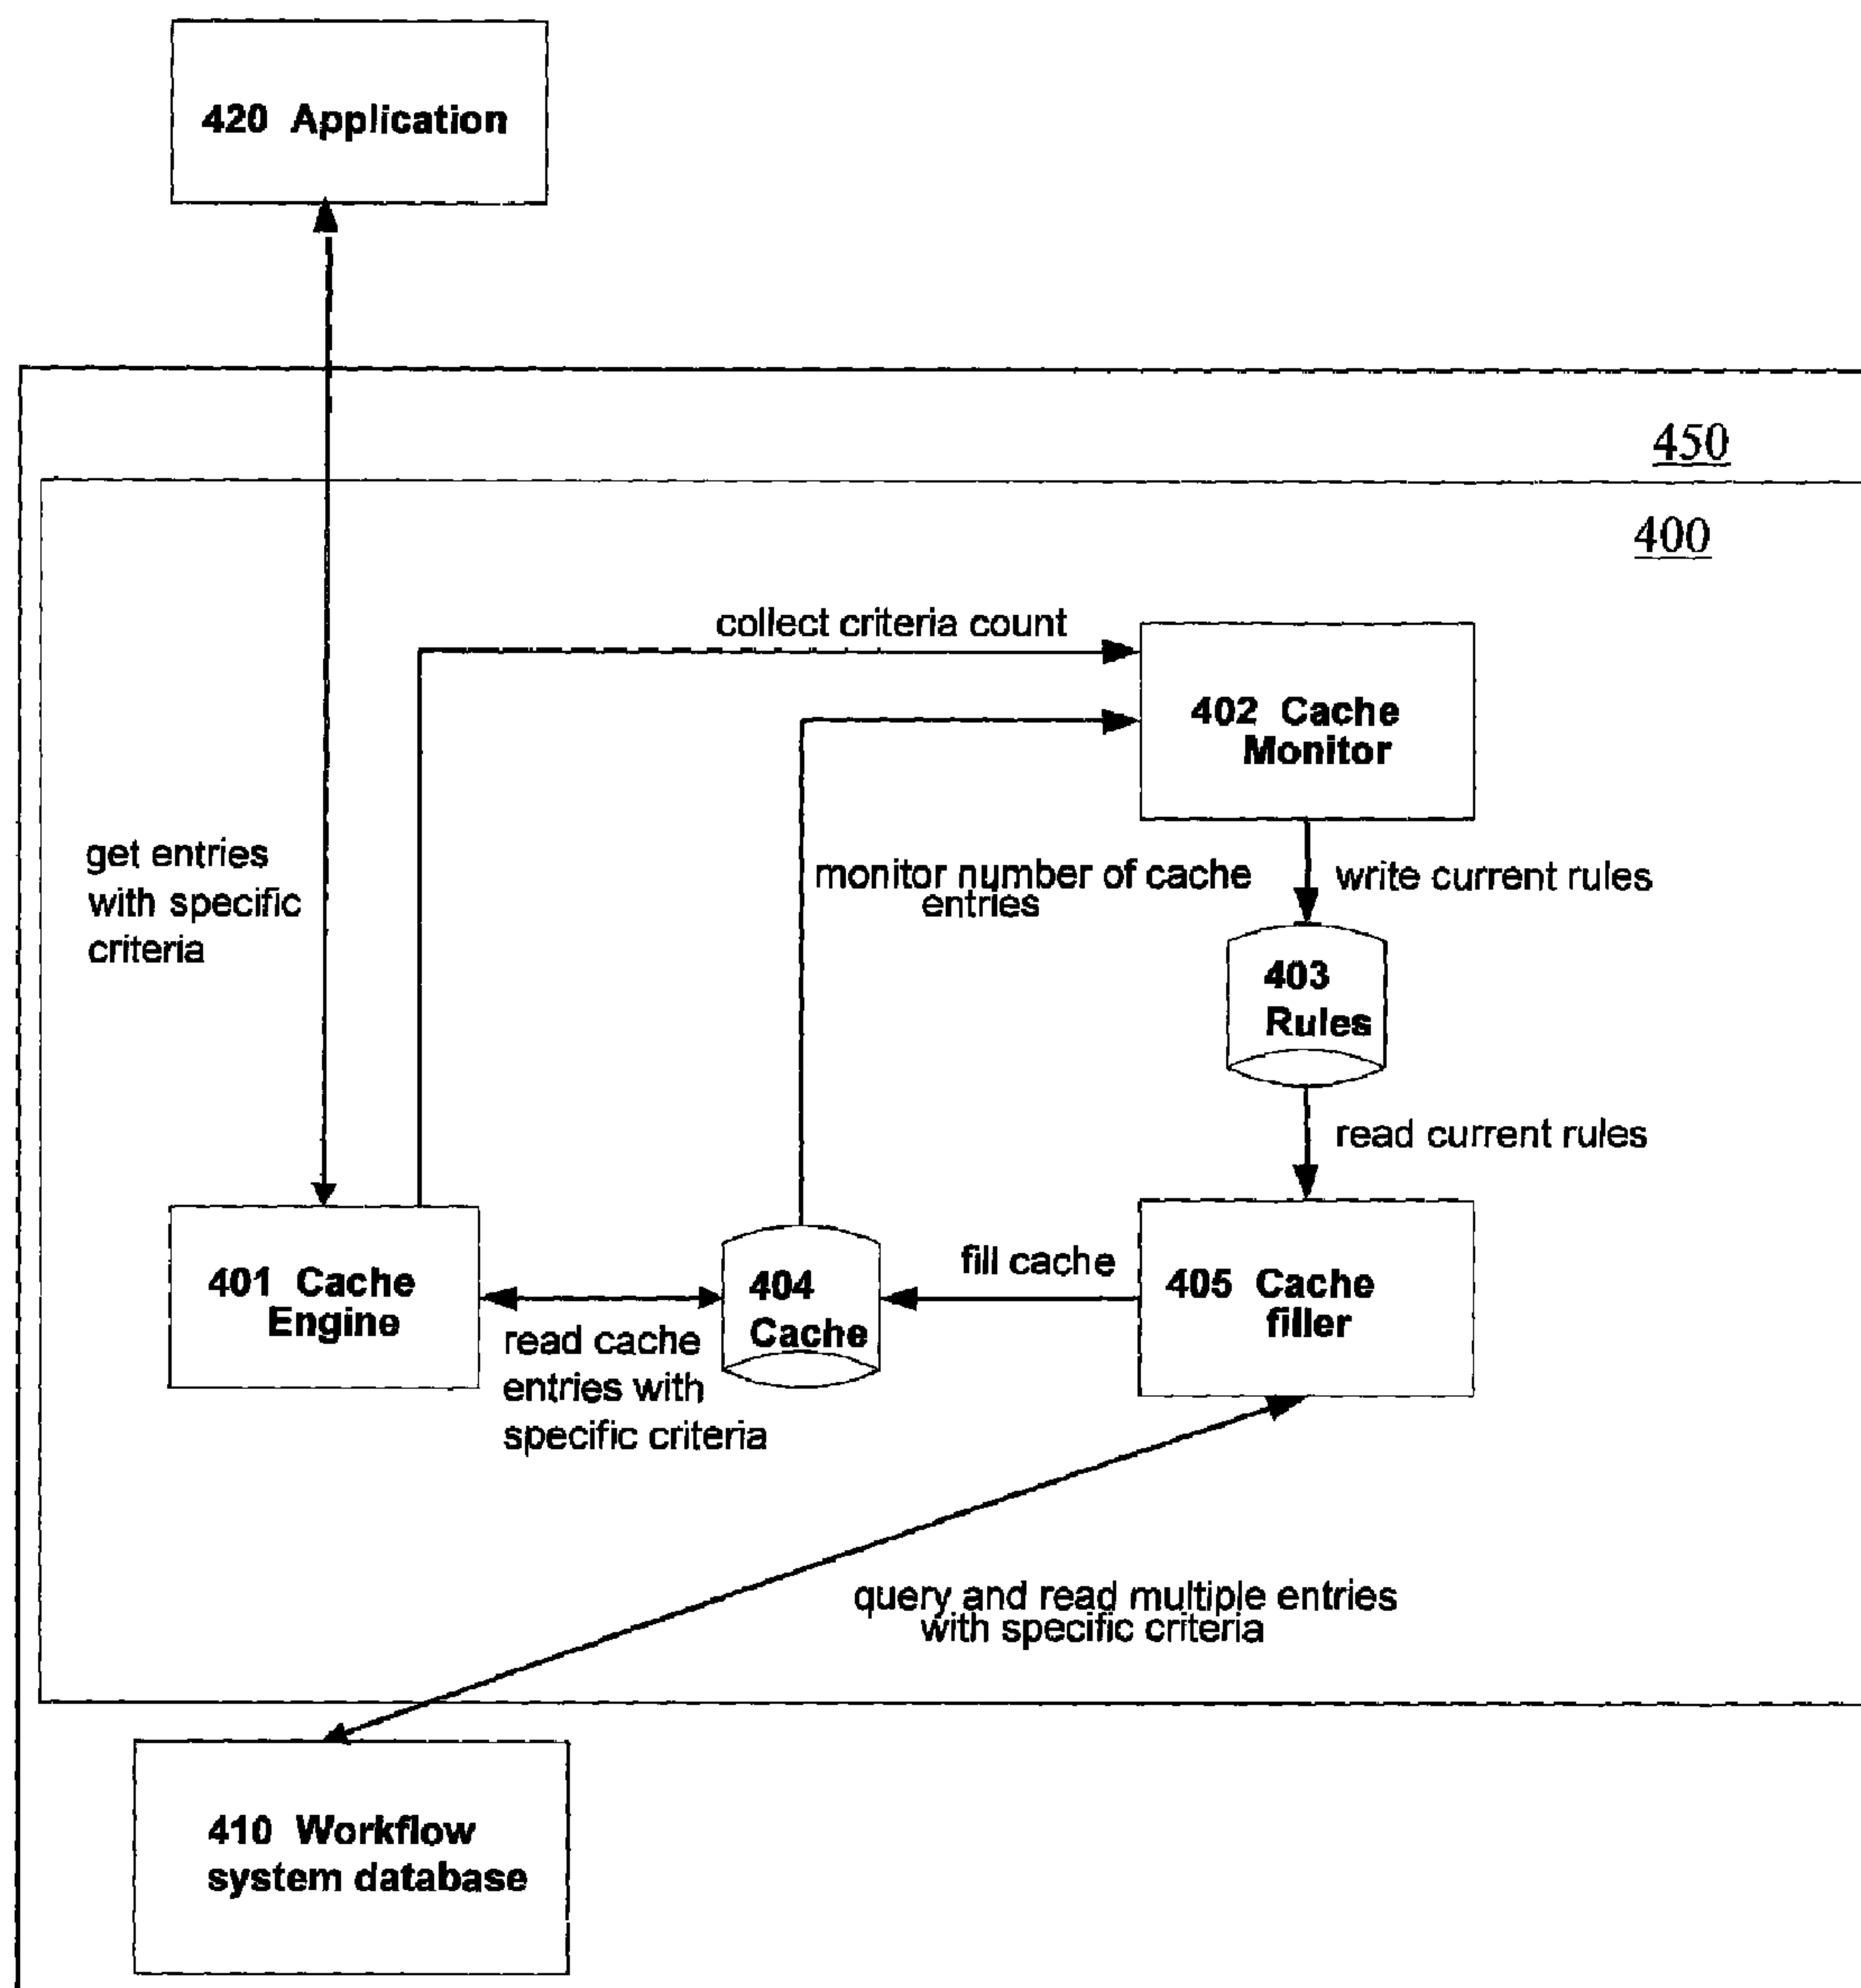 420 Application
450
400
collect criteria count
402 Cache
Monitor
get entries
with specific
criteria
monitor number of cache
entries
write current rules
403
Rules
read current rules
401 Cache
Engine
read cache
entries with
specific criteria
404
Cache
fill cache
405 Cache
filler
query and read multiple entries
with specific criteria
410 Workflow
system database